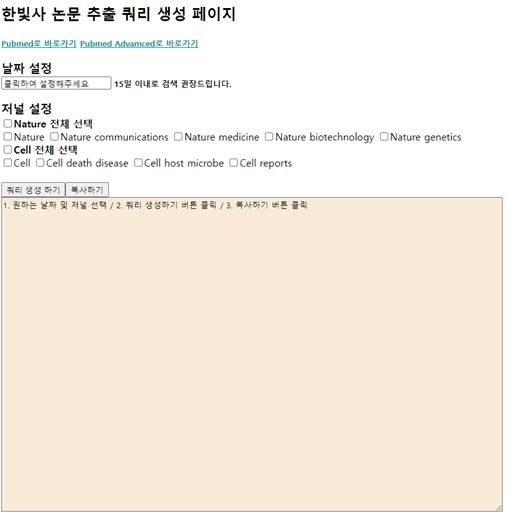 한빛사 논문 추출 쿼리 생성 페이지
Pubmed로 바로가기 Pubmed Advamced로 바로가기
날짜 설정
클릭하여 설정해주세요 15일 이내로 검색 권장드립니다.
저널 설정
Nature 전체 선택
Nature Nature communications Nature medicine Nature biotechnology Nature genetics
Cell 전체 선택
Cell Cell death disease Cell host microbe Cell reports
쿼리 생성 하기 복사하기
1. 원하는 날짜 및 저널 선택 / 2. 쿼리 생성하기 버튼 클릭 / 3. 복사하기 버튼 클릭